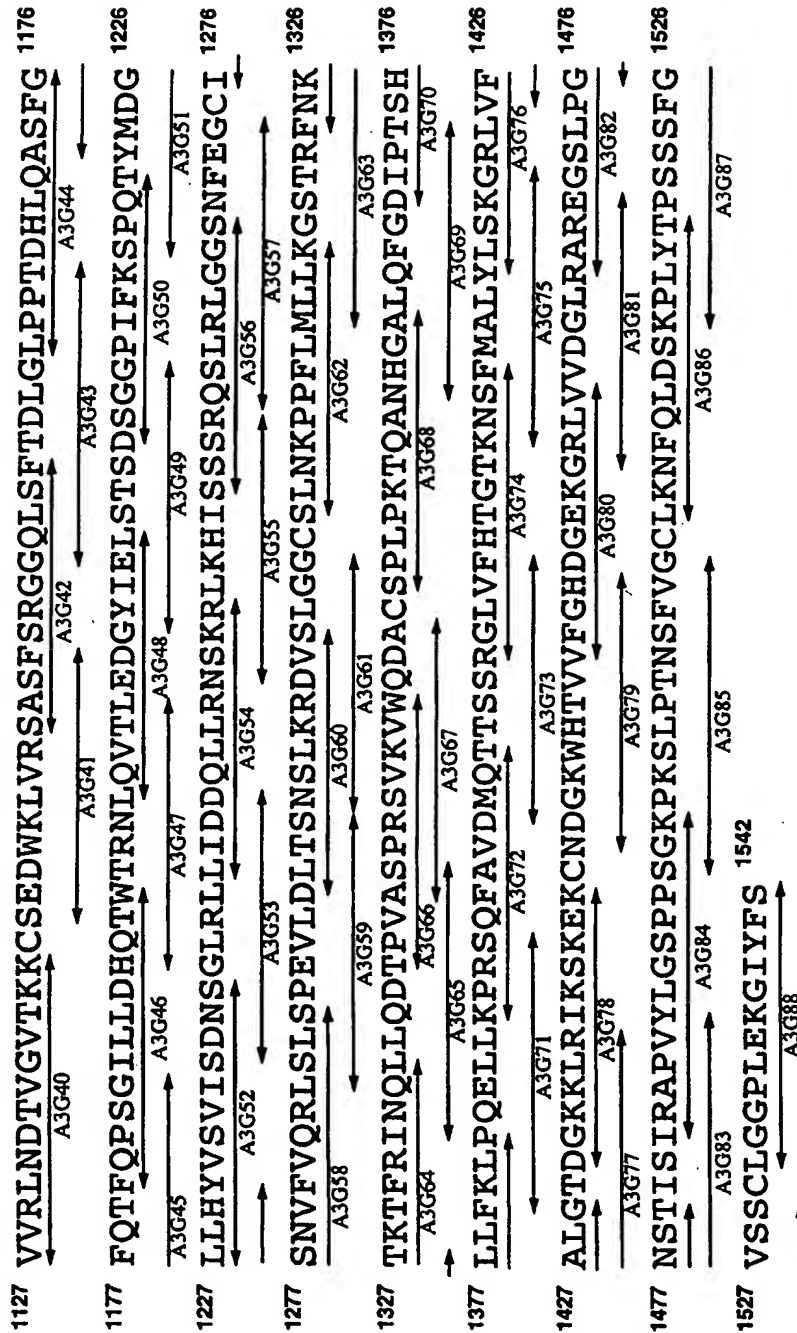 1127 VVRLNDTVGVTKKCSEDWKLVRSASFSRGGQLSFTDLGLPPTDHLQASFG 1176
A3G40 A3G42 A3G44
A3G41 A3G43
1177 FQTFQPSGILLDHQTWTRNLQVTLEDGYIELSTSDSGGPIFKSPQTYMDG 1226
A3G46 A3G48 A3G50
A3G45 A3G47 A3G49 A3G51
1227 LLHYVSVISDNSGLRLLIDDQLLRNSKRLKHISSSRQSLRLGGSNFEGCI 1276
A3G52 A3G54 A3G56
A3G53 A3G55 A3G57
1277 SNVFVQRLSLSPEVLDLTSNSLKRDVSLGGCSLNKPPFLMLLKGSTRFNK 1326
A3G58 A3G60 A3G62
A3G59 A3G61 A3G63
1327 TKTFRINQLLQDTPVASPRSVKVWQDACSPLPKTQANHGALQFGDIPTSH 1376
A3G64 A3G66 A3G68 A3G70
A3G65 A3G67 A3G69
1377 LLFKLPQELLKPRSQFAVDMQTTSSRGLVFHTGTKNSFMALYLSKGRLVF 1426
A3G72 A3G74 A3G76
A3G71 A3G73 A3G75
1427 ALGTDGKKLRIKSKEKCNDGKWHTVVFGHDGEKGRLVVDGLRAREGSLPG 1476
A3G78 A3G80 A3G82
A3G77 A3G79 A3G81
1477 NSTISIRAPVYLGSPPSGKPKSLPTNSFVGCLKNFQLDSKPLYTPSSSFG 1526
A3G84 A3G86
A3G83 A3G85 A3G87
1527 VSSCLGGPLEKGIYFS 1542
A3G88